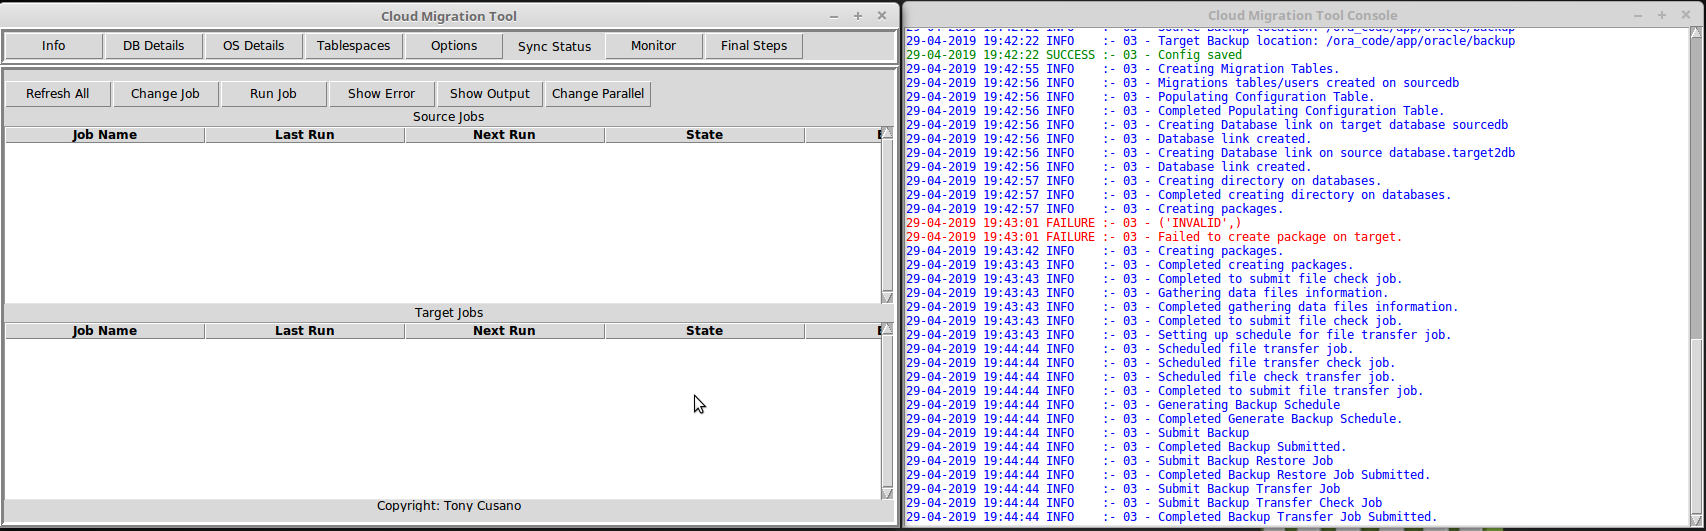 Cloud Migration Tool
Info DB Details OS Details Tablespaces Options Sync Status Monitor Final Steps
Refresh All Change Job Run Job Show Error Show Output Change Parallel
Source Jobs
Job Name Last Run Next Run State
Target Jobs
Job Name Last Run Next Run State
Copyright: Tony Cusano
Cloud Migration Tool Console
29-04-2019 19:42:21 INFO :- 03 - Source Backup location: /ora_code/app/oracle/backup
29-04-2019 19:42:22 INFO :- 03 - Target Backup location: /ora_code/app/oracle/backup
29-04-2019 19:42:22 SUCCESS :- 03 - Config saved
29-04-2019 19:42:55 INFO :- 03 - Creating Migration Tables.
29-04-2019 19:42:56 INFO :- 03 - Migrations tables/users created on sourcedb
29-04-2019 19:42:56 INFO :- 03 - Populating Configuration Table.
29-04-2019 19:42:56 INFO :- 03 - Completed Populating Configuration Table.
29-04-2019 19:42:56 INFO :- 03 - Creating Database link on target database sourcedb
29-04-2019 19:42:56 INFO :- 03 - Database link created.
29-04-2019 19:42:56 INFO :- 03 - Creating Database link on source database.target2db
29-04-2019 19:42:56 INFO :- 03 - Database link created.
29-04-2019 19:42:57 INFO :- 03 - Creating directory on databases.
29-04-2019 19:42:57 INFO :- 03 - Completed creating directory on databases.
29-04-2019 19:42:57 INFO :- 03 - Creating packages.
29-04-2019 19:43:01 FAILURE :- 03 - ('INVALID',)
29-04-2019 19:43:01 FAILURE :- 03 - Failed to create package on target.
29-04-2019 19:43:42 INFO :- 03 - Creating packages.
29-04-2019 19:43:43 INFO :- 03 - Completed creating packages.
29-04-2019 19:43:43 INFO :- 03 - Completed to submit file check job.
29-04-2019 19:43:43 INFO :- 03 - Gathering data files information.
29-04-2019 19:43:43 INFO :- 03 - Completed gathering data files information.
29-04-2019 19:43:43 INFO :- 03 - Completed to submit file check job.
29-04-2019 19:43:43 INFO :- 03 - Setting up schedule for file transfer job.
29-04-2019 19:44:44 INFO :- 03 - Scheduled file transfer job.
29-04-2019 19:44:44 INFO :- 03 - Scheduled file transfer check job.
29-04-2019 19:44:44 INFO :- 03 - Scheduled file check transfer job.
29-04-2019 19:44:44 INFO :- 03 - Completed to submit file transfer job.
29-04-2019 19:44:44 INFO :- 03 - Generating Backup Schedule
29-04-2019 19:44:44 INFO :- 03 - Completed Generate Backup Schedule.
29-04-2019 19:44:44 INFO :- 03 - Submit Backup
29-04-2019 19:44:44 INFO :- 03 - Completed Backup Submitted.
29-04-2019 19:44:44 INFO :- 03 - Submit Backup Restore Job
29-04-2019 19:44:44 INFO :- 03 - Completed Backup Restore Job Submitted.
29-04-2019 19:44:44 INFO :- 03 - Submit Backup Transfer Job
29-04-2019 19:44:44 INFO :- 03 - Submit Backup Transfer Check Job
29-04-2019 19:44:44 INFO :- 03 - Completed Backup Transfer Job Submitted.